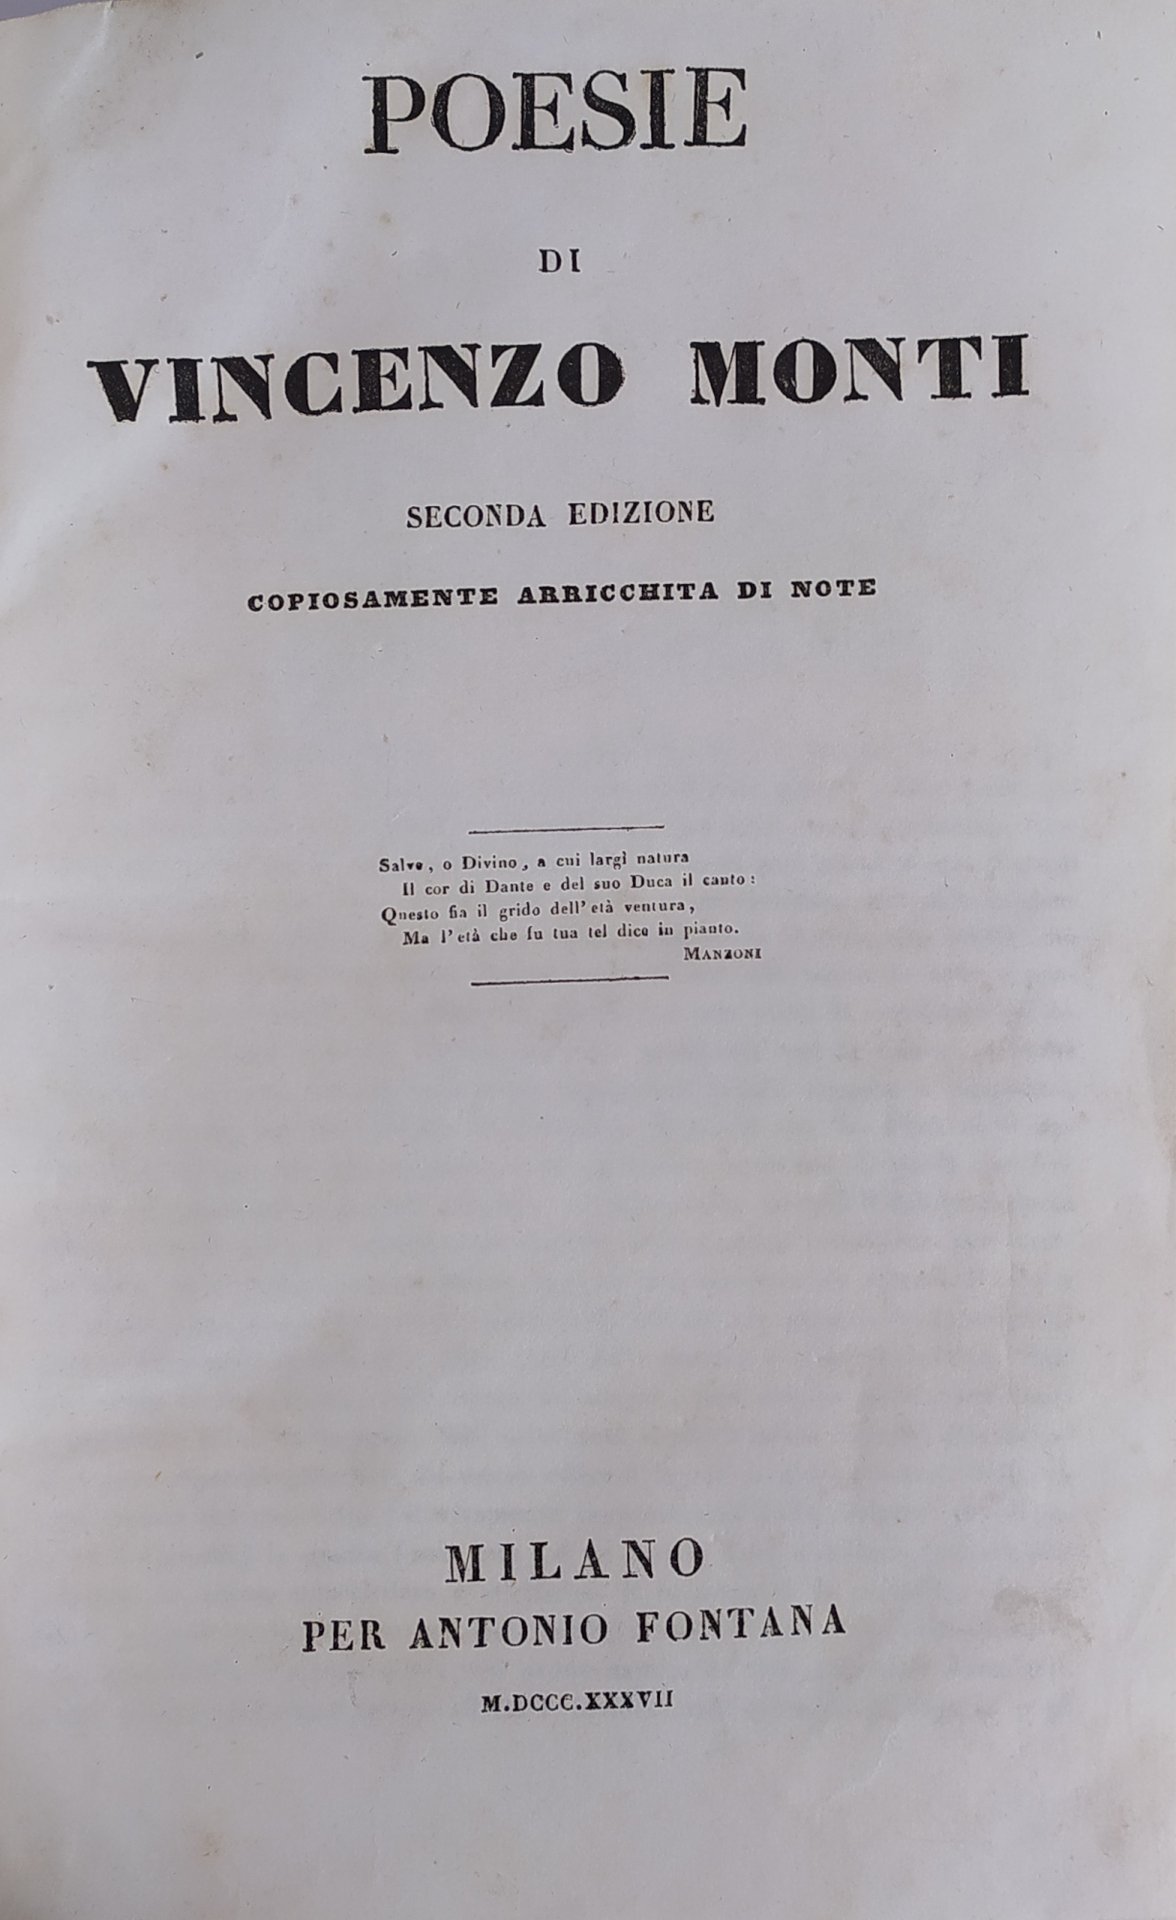 POESIE
DI
VINCENZO MONTI
SECONDA EDIZIONE
COPIOSAMENTE ARRICCHITA DI NOTE
Salve, o Divino, a cui largì natura
Il cor di Dante e del suo Duca il canto:
Questo fia il grido dell' età ventura,
Ma l'età che fu tua tel dice in pianto.
MANZONI
MILANO
PER ANTONIO FONTANA
M.DCCC.XXXVII